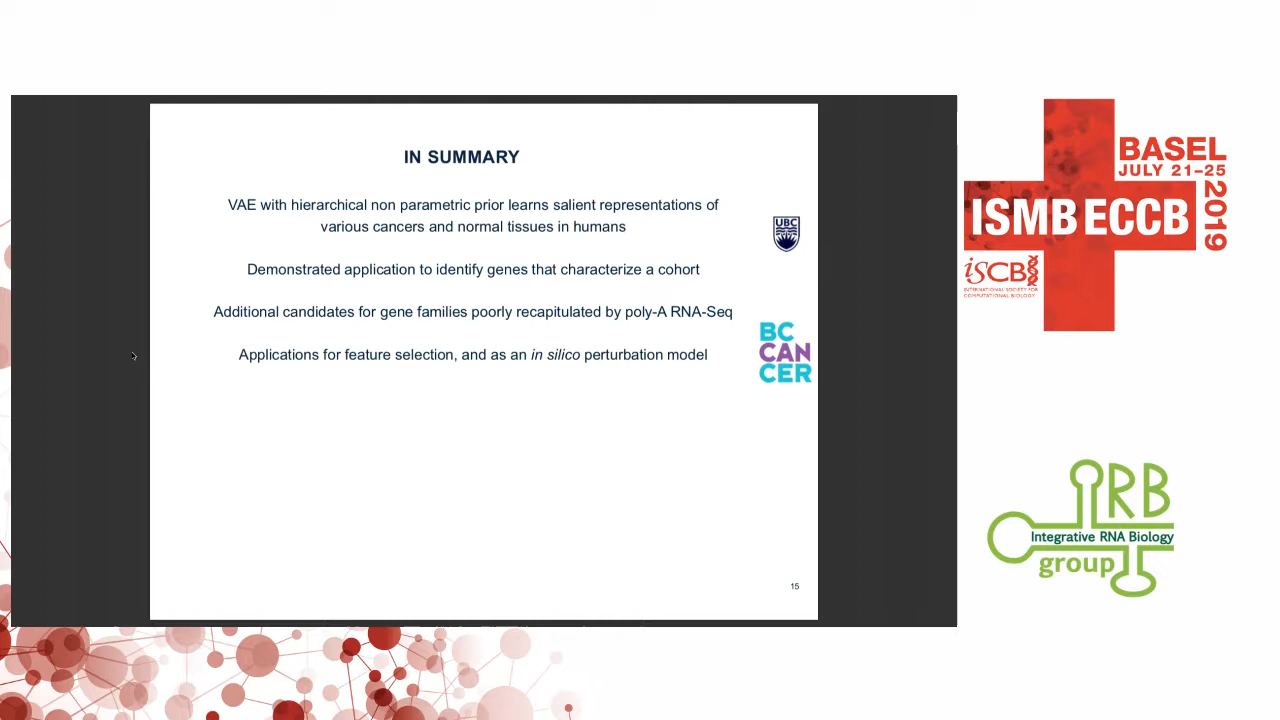 IN SUMMARY
VAE with hierarchical non parametric prior learns salient representations of
various cancers and normal tissues in humans
Demonstrated application to identify genes that characterize a cohort
Additional candidates for gene families poorly recapitulated by poly-A RNA-Seq
Applications for feature selection, and as an in silico perturbation model
15
UBC
BC
CAN
CER
BASEL
JULY 21–25
2019
ISMB ECCB
iSCB
INTERNATIONAL SOCIETY FOR
COMPUTATIONAL BIOLOGY
IRB
Integrative RNA Biology
group